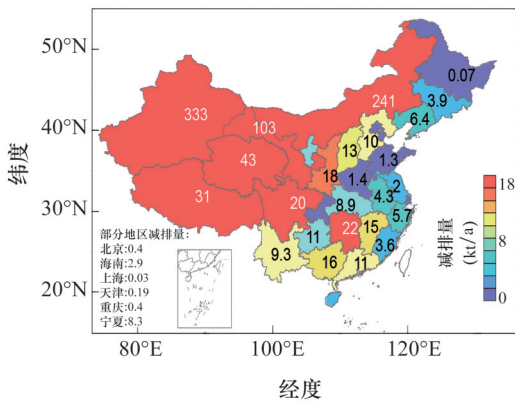 50°N
40°N
30°N
20°N
纬度
80°E
100°E
120°E
经度
0.07
3.9
241
6.4
333
103
10
13
1.3
43
18
1.4
2
31
20
8.9
4.3
5.7
22
15
11
3.6
9.3
16
11
部分地区减排量:
北京:0.4
海南:2.9
上海:0.03
天津:0.19
重庆:0.4
宁夏:8.3
18
8
0
减排量
(kt/a)